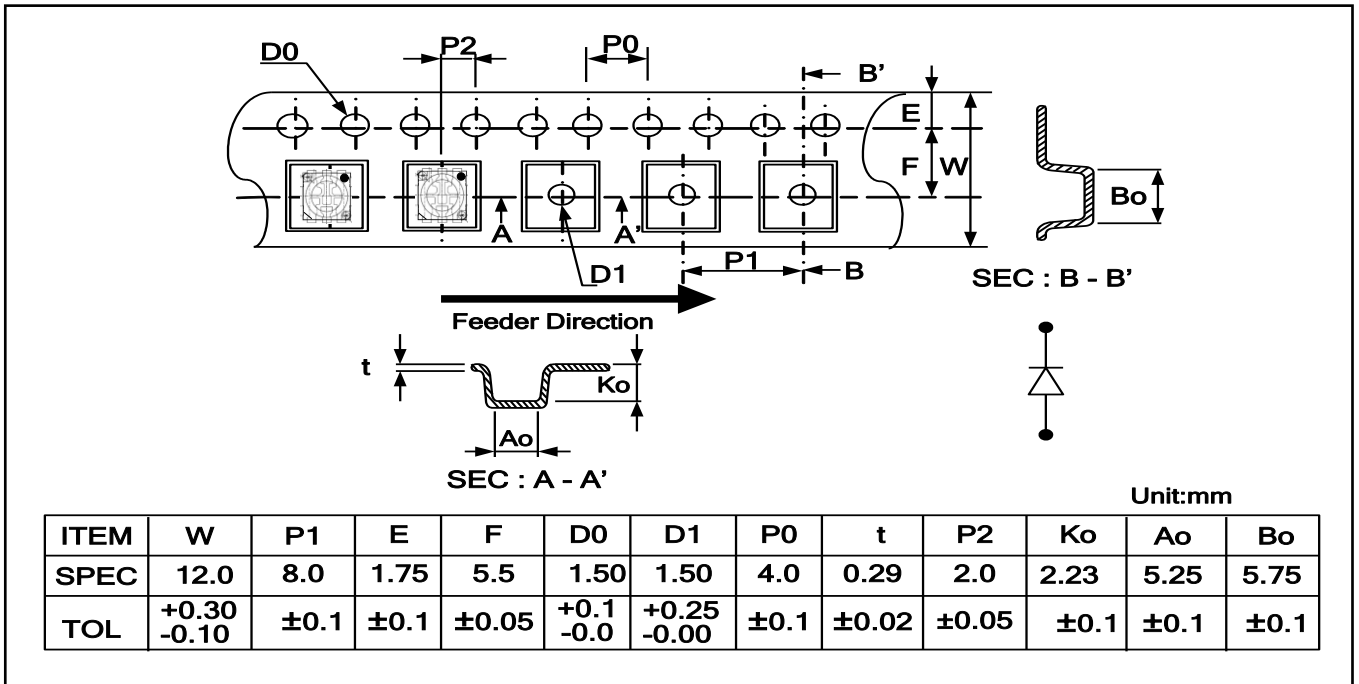 P2
P0
D0
B'
E
F
W
A
A'
D1
P1
B
Bo
SEC : B - B'
Feeder Direction
t
Ko
Ao
SEC : A - A'
Unit:mm
ITEM W P1 E F D0 D1 P0 t P2 Ko Ao Bo
SPEC 12.0 8.0 1.75 5.5 1.50 1.50 4.0 0.29 2.0 2.23 5.25 5.75
TOL +0.30 -0.10 ±0.1 ±0.1 ±0.05 +0.1 -0.0 +0.25 -0.00 ±0.1 ±0.02 ±0.05 ±0.1 ±0.1 ±0.1